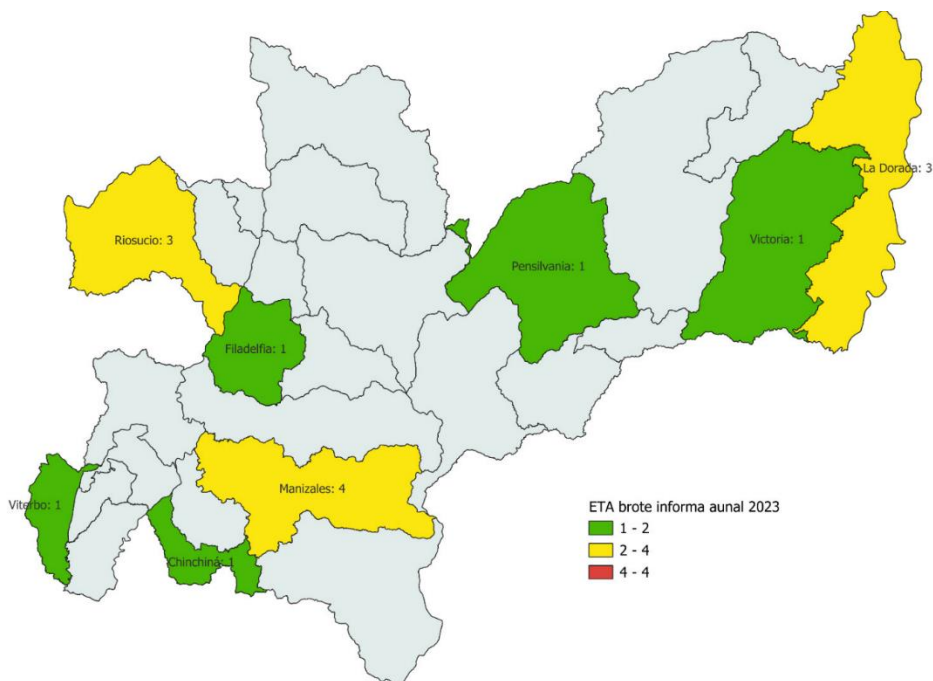 La Dorada: 3
Riosucio: 3
Victoria: 1
Pensilvania: 1
Filadelfia: 1
Manizales: 4
Viterbo: 1
Chinchiná: 1
ETA brote informa aunal 2023
1 - 2
2 - 4
4 - 4